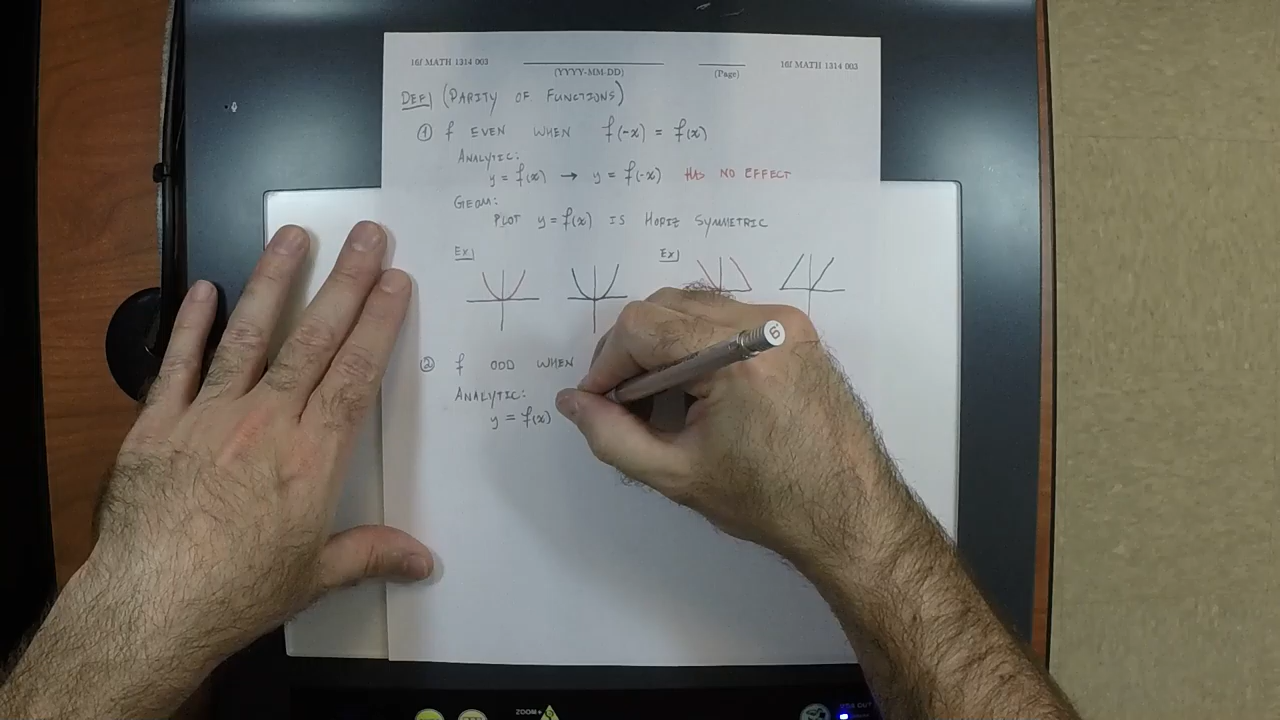 16f MATH 1314 003 (YYYY-MM-DD) (Page) 16f MATH 1314 003
DEF) (PARITY OF FUNCTIONS)
① f EVEN WHEN f(-x) = f(x)
ANALYTIC:
y = f(x) → y = f(-x) HAS NO EFFECT
GEOM:
PLOT y = f(x) IS HORIZ SYMMETRIC
EX) EX)
② f ODD WHEN
ANALYTIC:
y = f(x)
ZOOM+